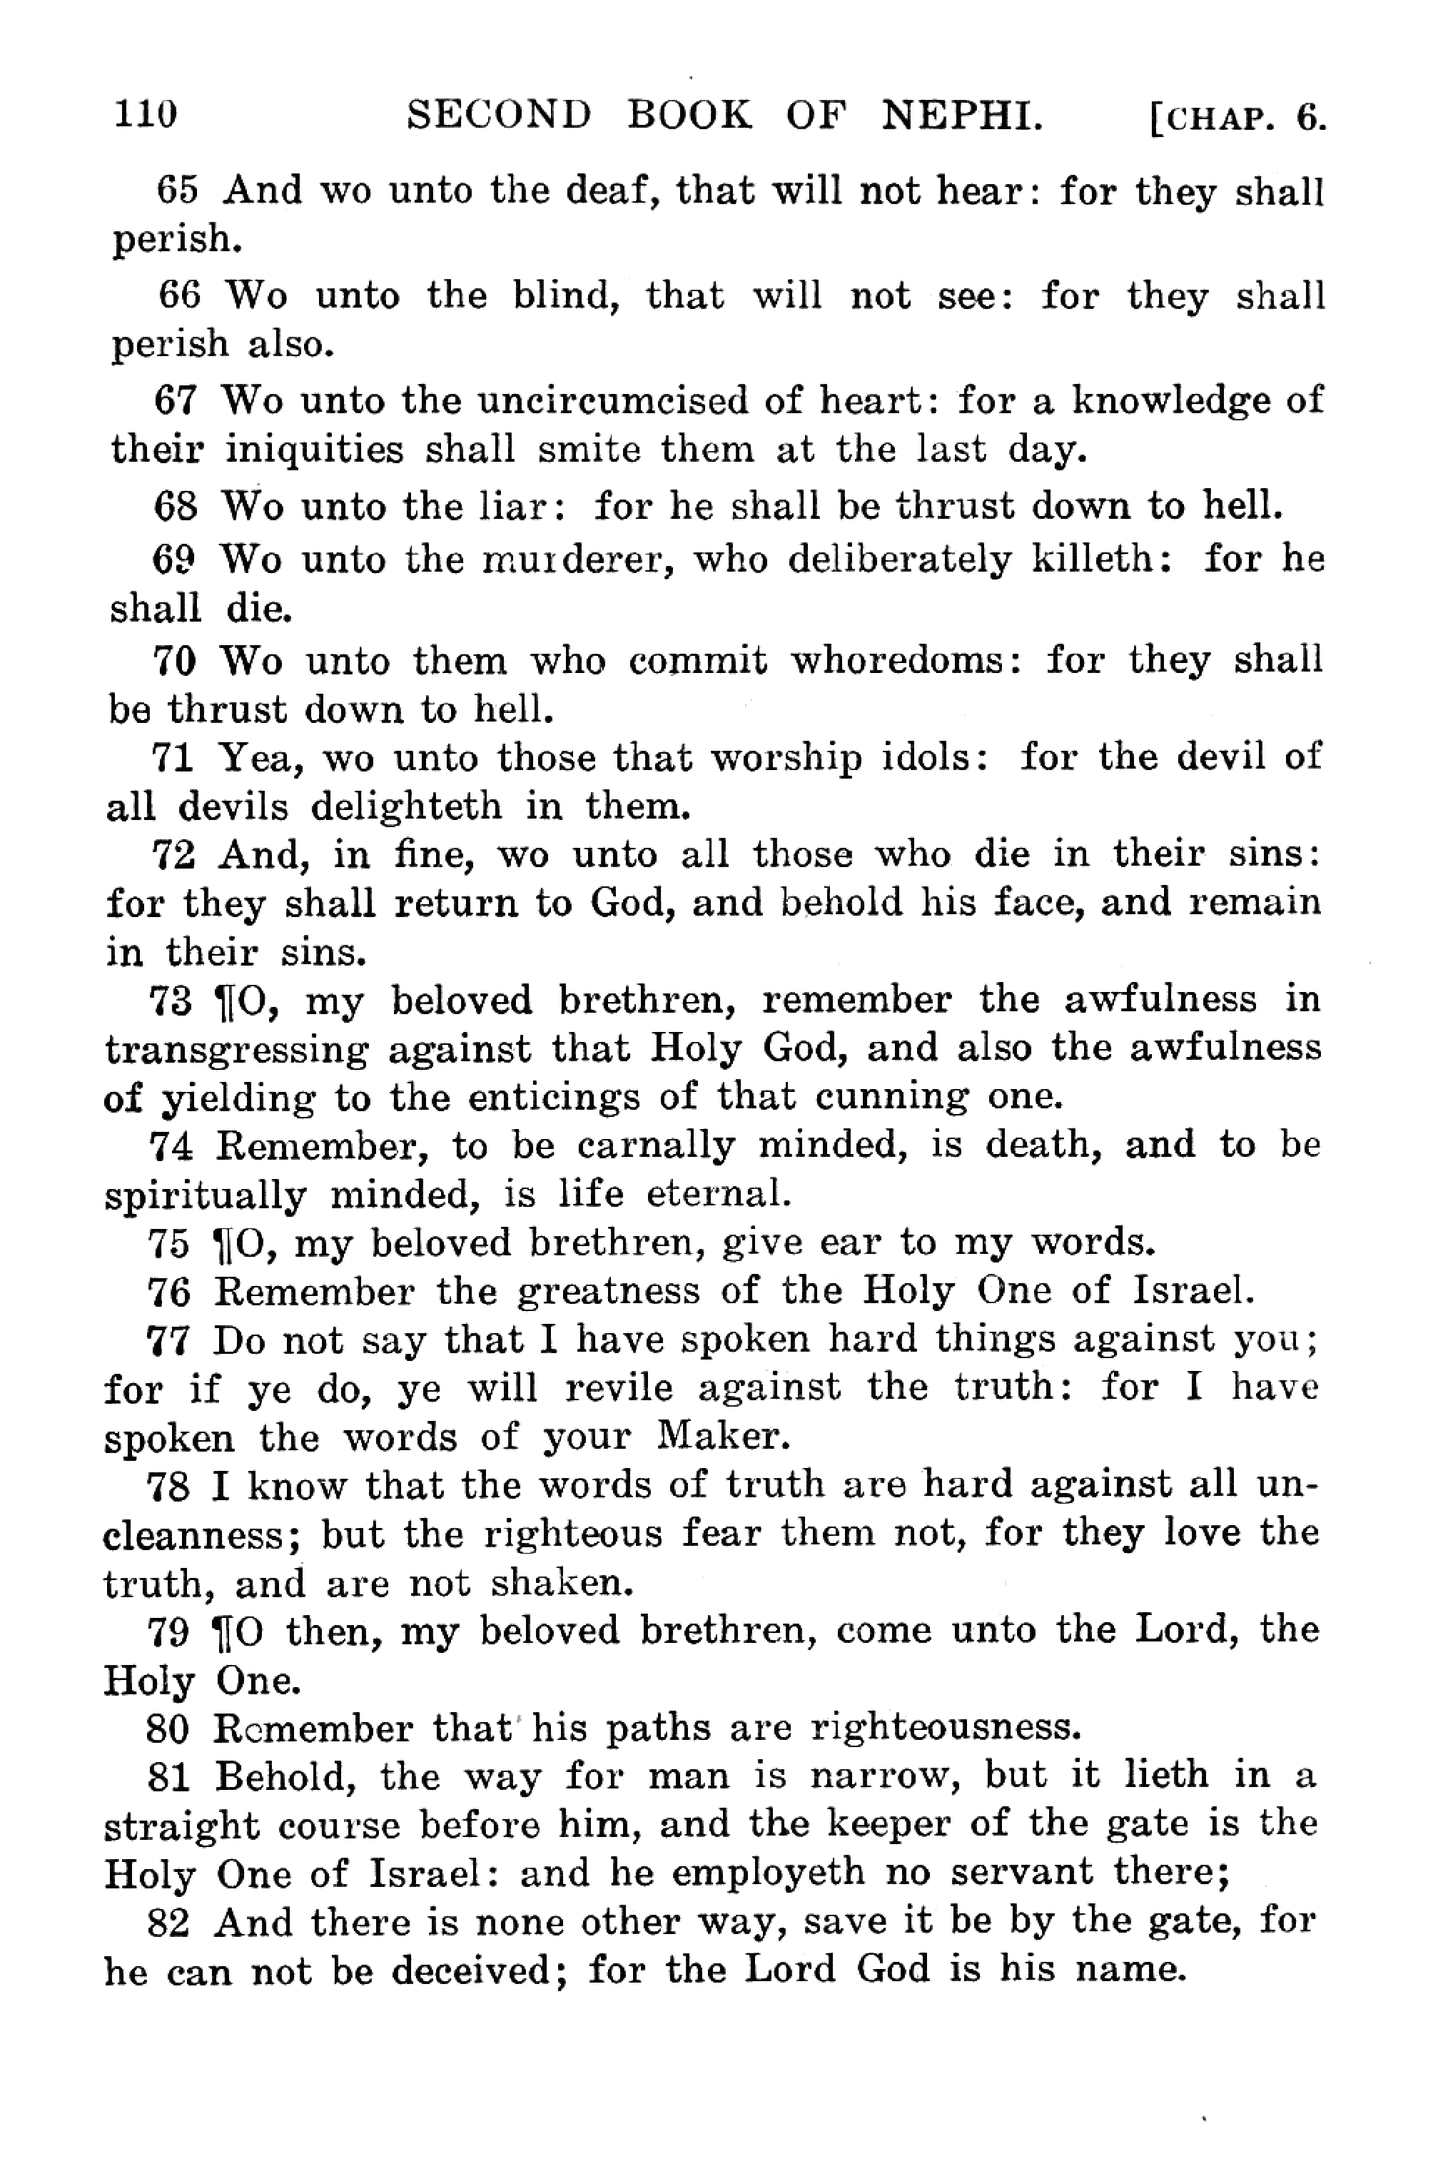 110 SECOND BOOK OF NEPHI. [CHAP. 6.
65 And wo unto the deaf, that will not hear: for they shall
perish.
66 Wo unto the blind, that will not see: for they shall
perish also.
67 Wo unto the uncircumcised of heart: for a knowledge of
their iniquities shall smite them at the last day.
68 Wo unto the liar: for he shall be thrust down to hell.
69 Wo unto the murderer, who deliberately killeth: for he
shall die.
70 Wo unto them who commit whoredoms: for they shall
be thrust down to hell.
71 Yea, wo unto those that worship idols: for the devil of
all devils delighteth in them.
72 And, in fine, wo unto all those who die in their sins:
for they shall return to God, and behold his face, and remain
in their sins.
73 ¶O, my beloved brethren, remember the awfulness in
transgressing against that Holy God, and also the awfulness
of yielding to the enticings of that cunning one.
74 Remember, to be carnally minded, is death, and to be
spiritually minded, is life eternal.
75 ¶O, my beloved brethren, give ear to my words.
76 Remember the greatness of the Holy One of Israel.
77 Do not say that I have spoken hard things against you;
for if ye do, ye will revile against the truth: for I have
spoken the words of your Maker.
78 I know that the words of truth are hard against all un-
cleanness; but the righteous fear them not, for they love the
truth, and are not shaken.
79 ¶O then, my beloved brethren, come unto the Lord, the
Holy One.
80 Remember that his paths are righteousness.
81 Behold, the way for man is narrow, but it lieth in a
straight course before him, and the keeper of the gate is the
Holy One of Israel: and he employeth no servant there;
82 And there is none other way, save it be by the gate, for
he can not be deceived; for the Lord God is his name.